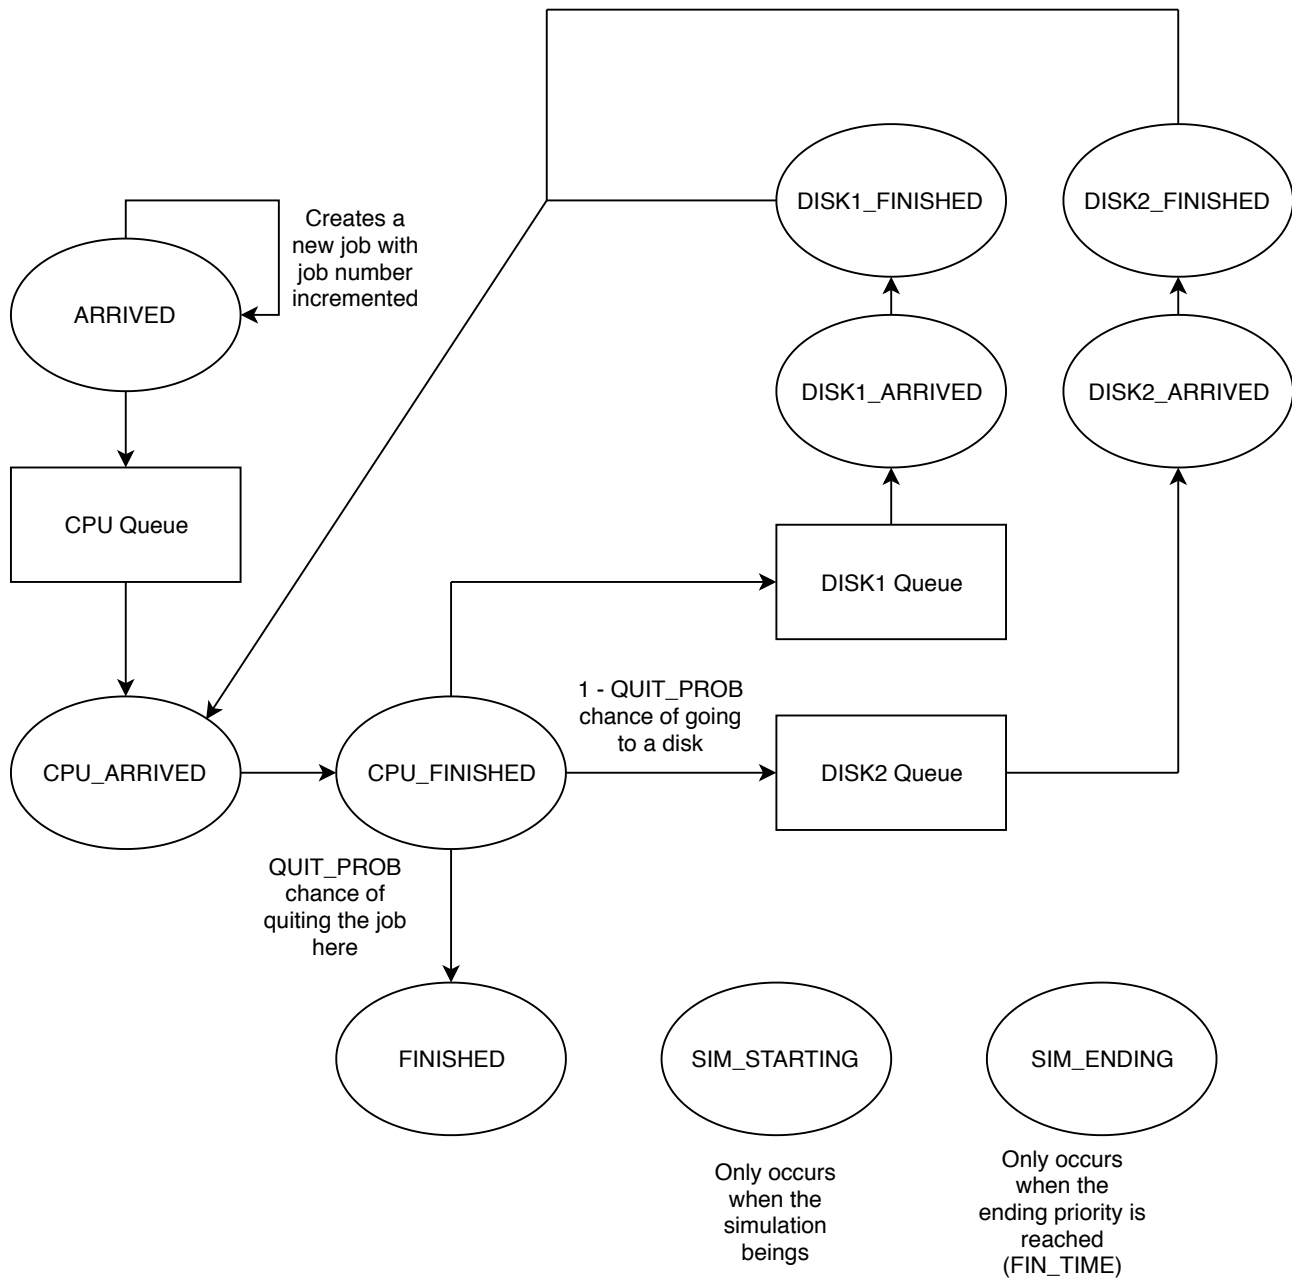 DISK1_FINISHED
DISK2_FINISHED
Creates a
new job with
job number
incremented
ARRIVED
DISK1_ARRIVED
DISK2_ARRIVED
CPU Queue
DISK1 Queue
1 - QUIT_PROB
chance of going
to a disk
CPU_ARRIVED
CPU_FINISHED
DISK2 Queue
QUIT_PROB
chance of
quiting the job
here
FINISHED
SIM_STARTING
SIM_ENDING
Only occurs
when the
simulation
beings
Only occurs
when the
ending priority is
reached
(FIN_TIME)